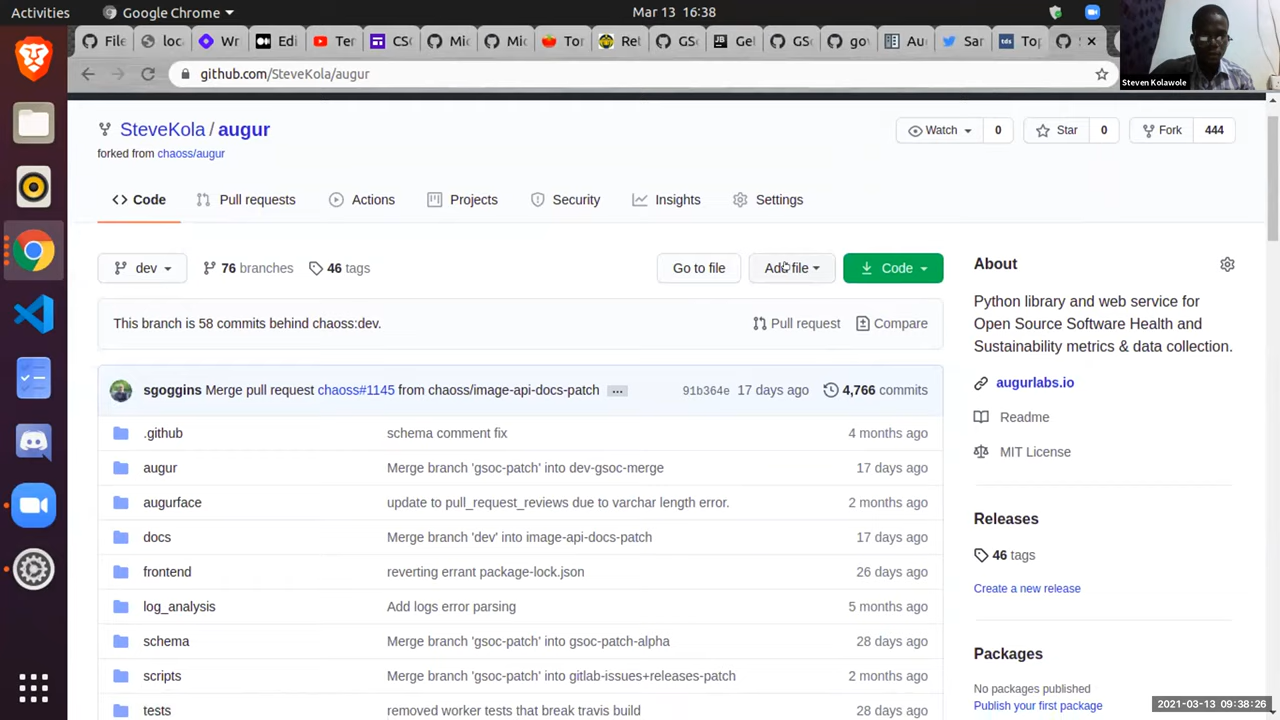 Activities
Google Chrome
Mar 13 16:38
File
loc
Wr
Edi
Ter
CSC
Mic
Mic
Tor
Ret
GSo
Gel
GSo
gov
Au
Sar
Top
Steven Kolawole
github.com/SteveKola/augur
SteveKola / augur
forked from chaoss/augur
Watch 0
Star 0
Fork 444
Code
Pull requests
Actions
Projects
Security
Insights
Settings
dev
76 branches
46 tags
Go to file
Add file
Code
This branch is 58 commits behind chaoss:dev.
Pull request
Compare
sgoggins Merge pull request chaoss#1145 from chaoss/image-api-docs-patch ... 91b364e 17 days ago 4,766 commits
.github schema comment fix 4 months ago
augur Merge branch 'gsoc-patch' into dev-gsoc-merge 17 days ago
augurface update to pull_request_reviews due to varchar length error. 2 months ago
docs Merge branch 'dev' into image-api-docs-patch 17 days ago
frontend reverting errant package-lock.json 26 days ago
log_analysis Add logs error parsing 5 months ago
schema Merge branch 'gsoc-patch' into gsoc-patch-alpha 28 days ago
scripts Merge branch 'gsoc-patch' into gitlab-issues+releases-patch 2 months ago
tests removed worker tests that break travis build 28 days ago
About
Python library and web service for
Open Source Software Health and
Sustainability metrics & data collection.
augurlabs.io
Readme
MIT License
Releases
46 tags
Create a new release
Packages
No packages published
Publish your first package
2021-03-13 09:38:26